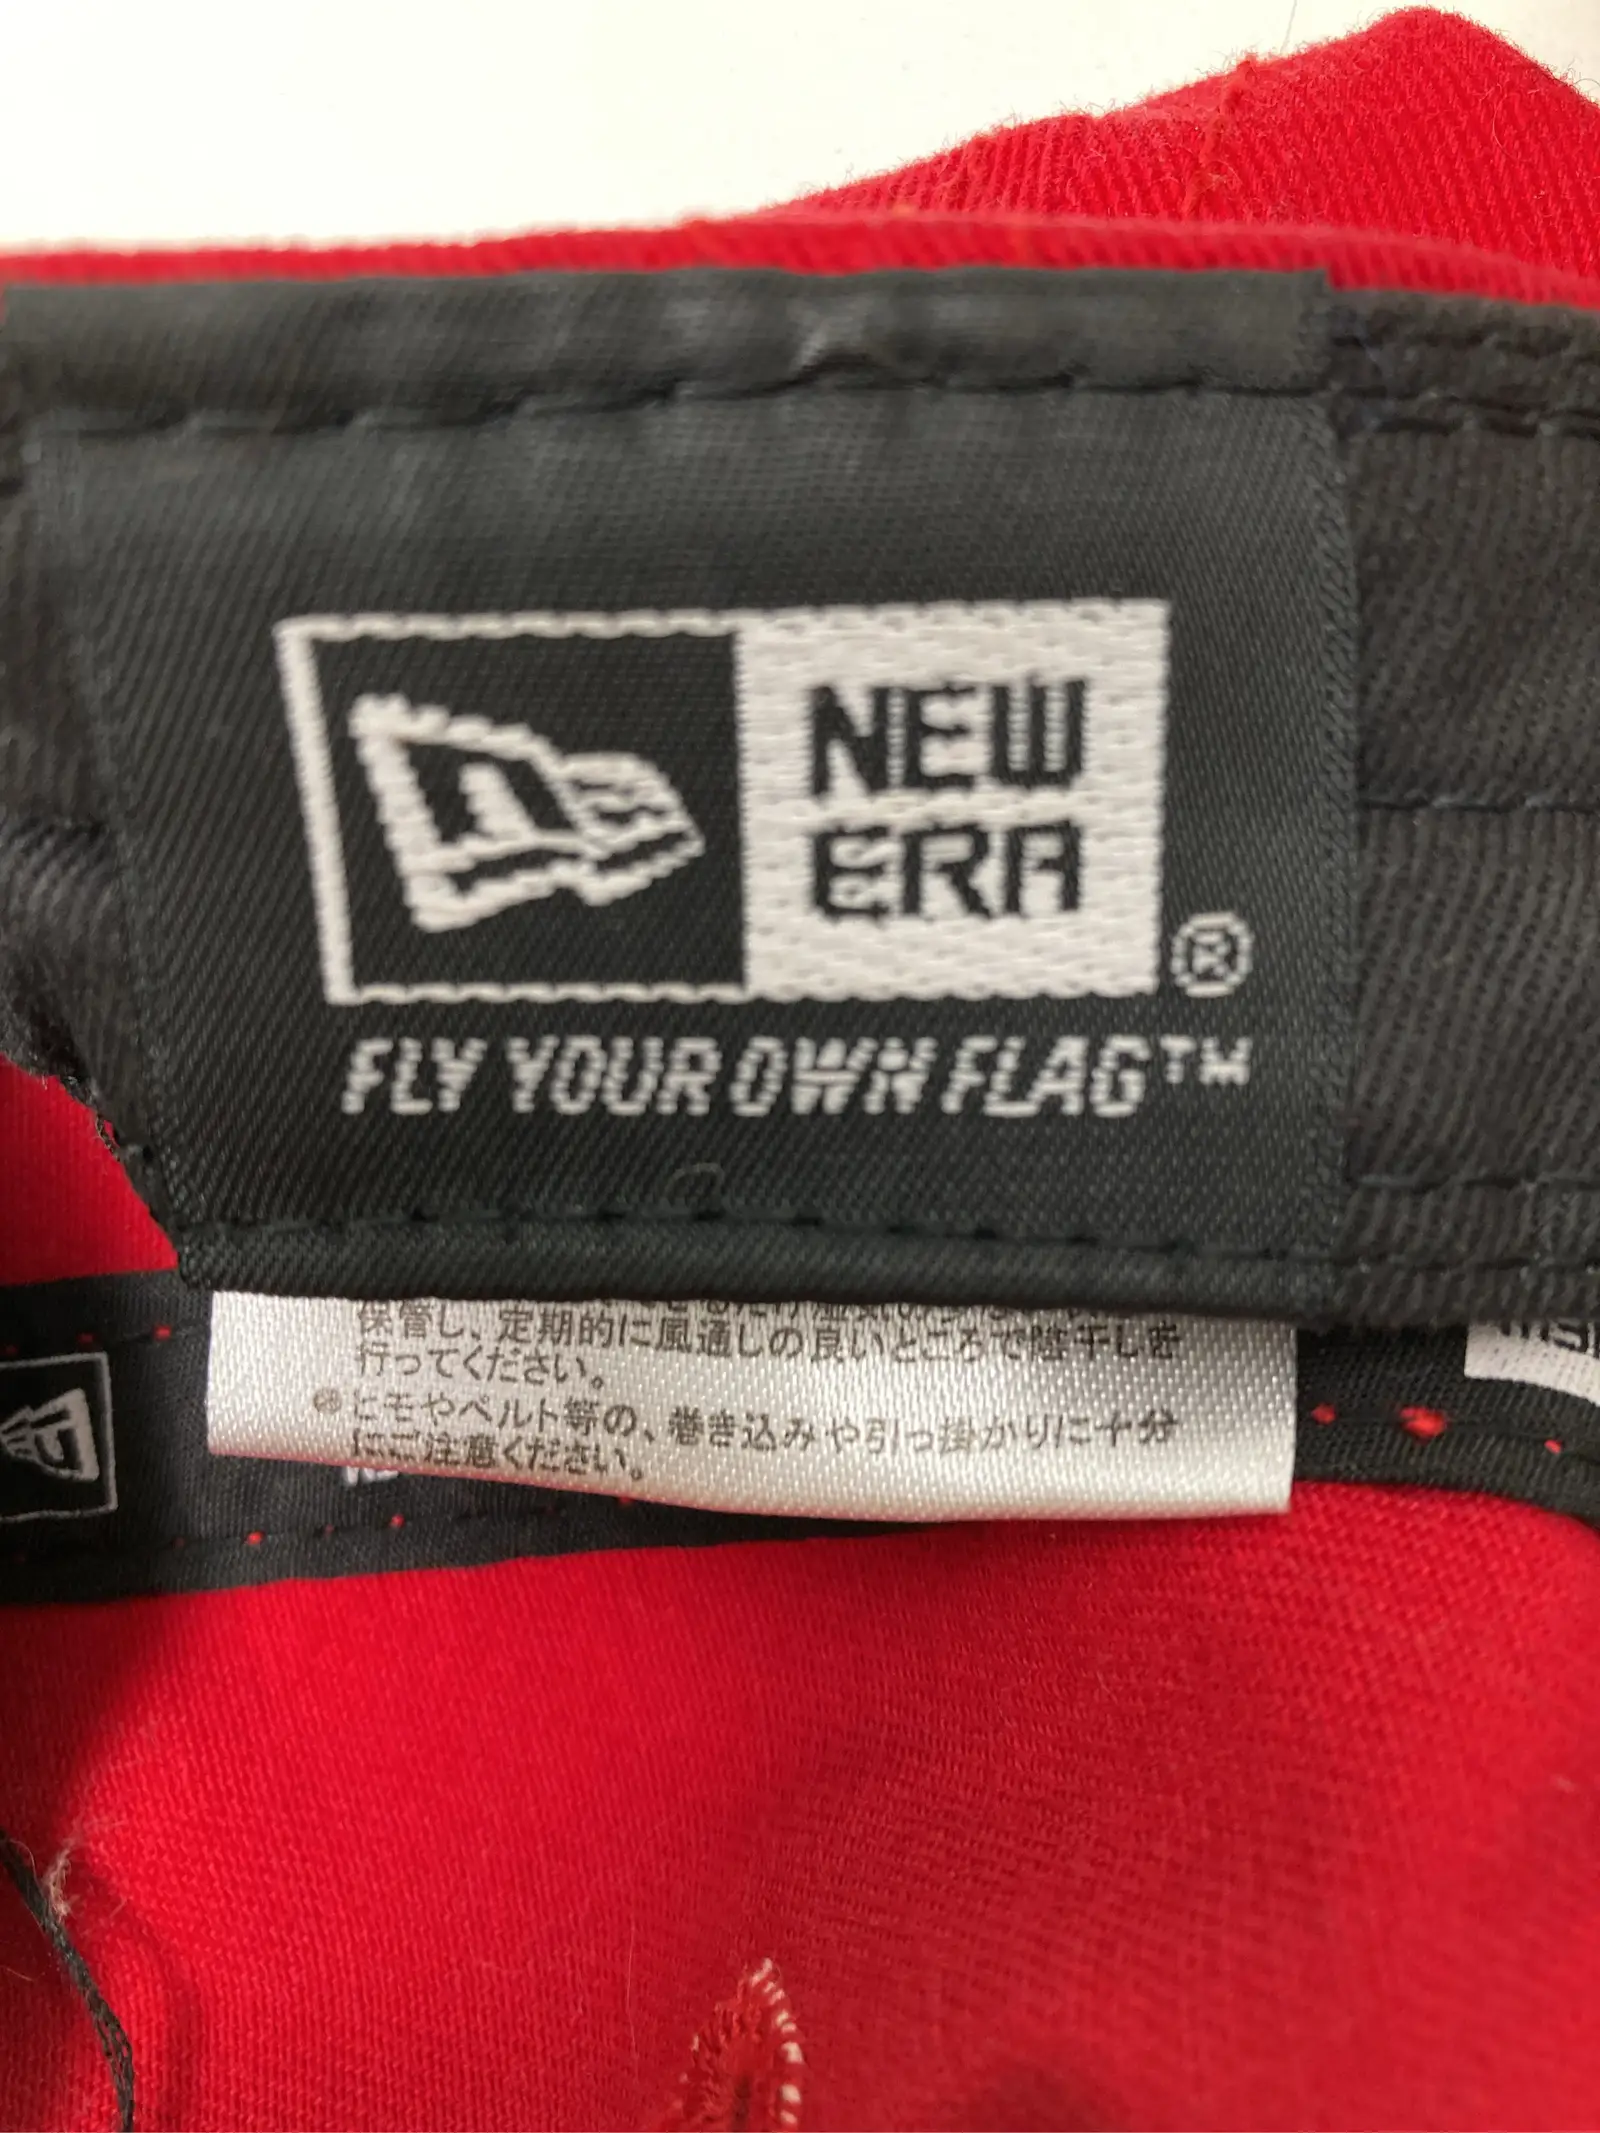 NEW
ERA
®
FLY YOUR OWN FLAG™
保管し、定期的に風通しの良いところで陰干しを
行ってください。
※ヒモやベルト等の、巻き込みや引っ掛かりに十分
にご注意ください。